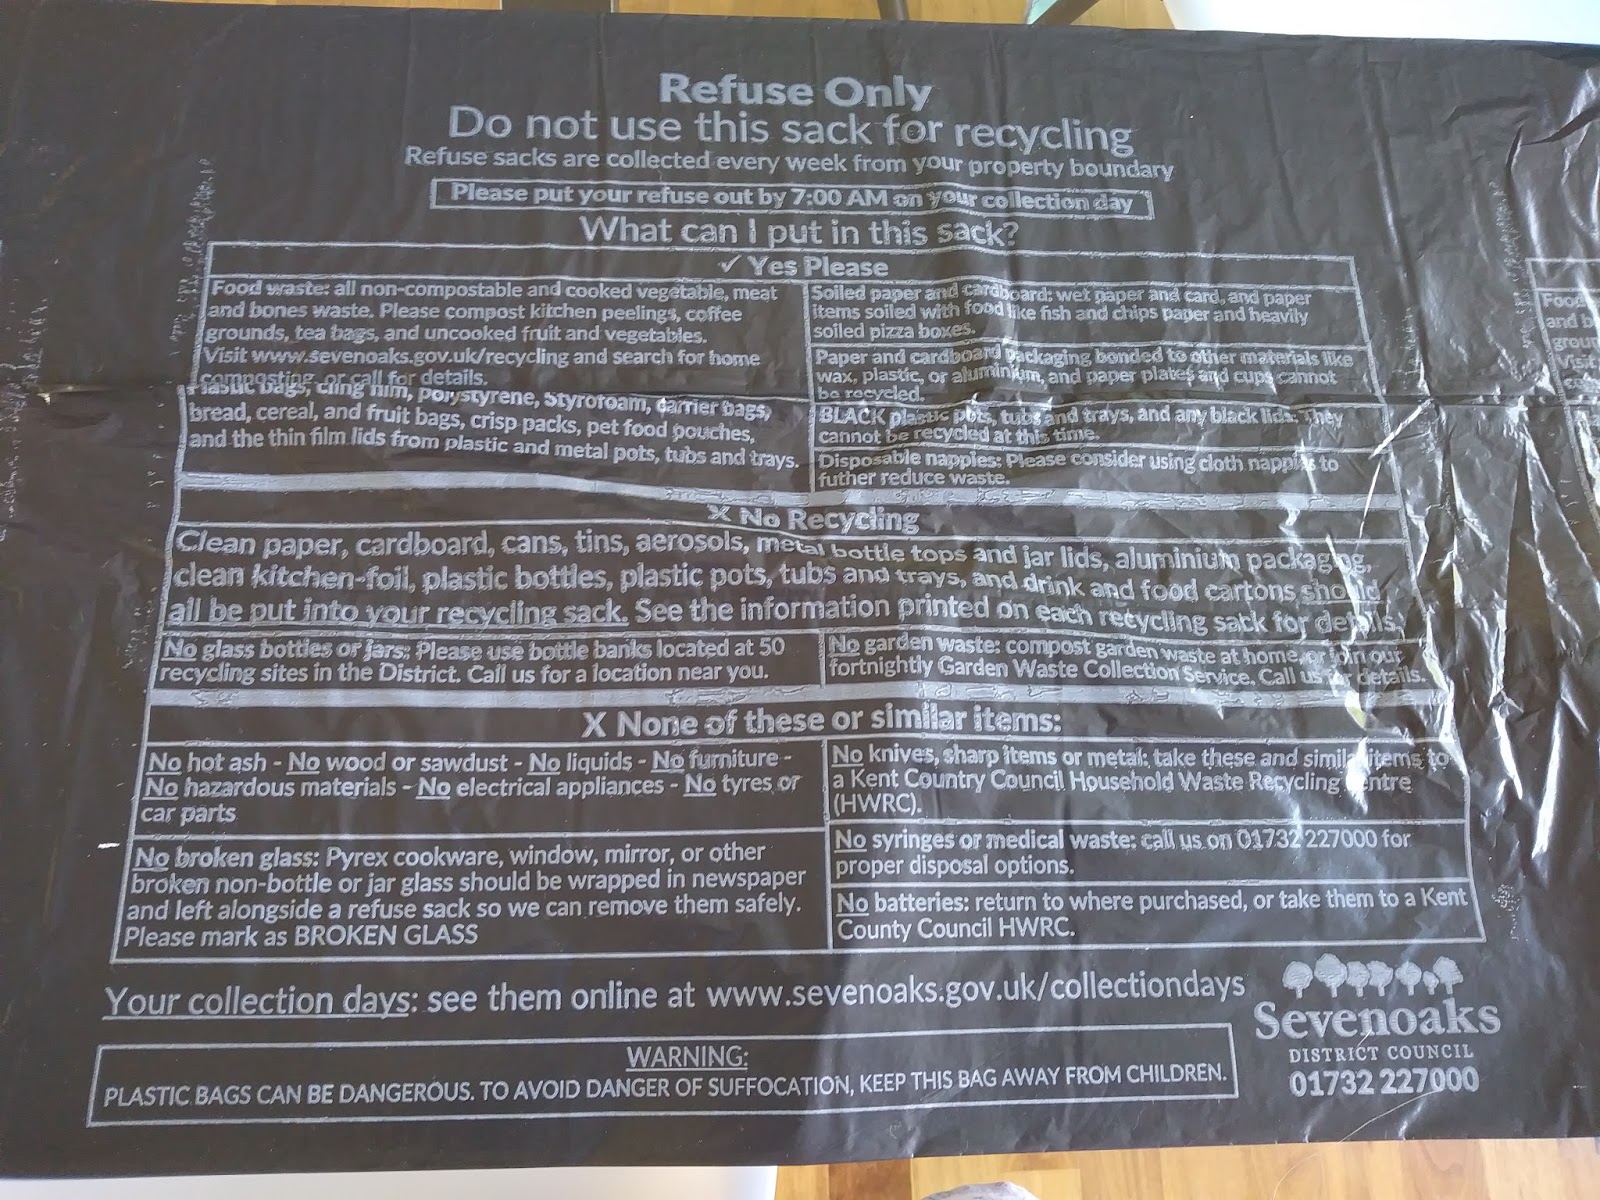 Refuse Only
Do not use this sack for recycling
Refuse sacks are collected every week from your property boundary
Please put your refuse out by 7:00 AM on your collection day
What can I put in this sack?
✓ Yes Please
Food waste: all non-compostable and cooked vegetable, meat
and bones waste. Please compost kitchen peelings, coffee
grounds, tea bags, and uncooked fruit and vegetables.
Visit www.sevenoaks.gov.uk/recycling and search for home
composting, or call for details.
Plastic bags, cling film, polystyrene, Styrofoam, carrier bags,
bread, cereal, and fruit bags, crisp packs, pet food pouches,
and the thin film lids from plastic and metal pots, tubs and trays.
Soiled paper and cardboard: wet paper and card, and paper
items soiled with food like fish and chips paper and heavily
soiled pizza boxes.
Paper and cardboard packaging bonded to other materials like
wax, plastic, or aluminium, and paper plates and cups cannot
be recycled.
BLACK plastic pots, tubs and trays, and any black lids. They
cannot be recycled at this time.
Disposable nappies: Please consider using cloth nappies to
futher reduce waste.
X No Recycling
Clean paper, cardboard, cans, tins, aerosols, metal bottle tops and jar lids, aluminium packaging,
clean kitchen-foil, plastic bottles, plastic pots, tubs and trays, and drink and food cartons should
all be put into your recycling sack. See the information printed on each recycling sack for details.
No glass bottles or jars: Please use bottle banks located at 50
recycling sites in the District. Call us for a location near you.
No garden waste: compost garden waste at home, or join our
fortnightly Garden Waste Collection Service. Call us for details.
X None of these or similar items:
No hot ash - No wood or sawdust - No liquids - No furniture -
No hazardous materials - No electrical appliances - No tyres or
car parts
No broken glass: Pyrex cookware, window, mirror, or other
broken non-bottle or jar glass should be wrapped in newspaper
and left alongside a refuse sack so we can remove them safely.
Please mark as BROKEN GLASS
No knives, sharp items or metal: take these and similar items to
a Kent Country Council Household Waste Recycling Centre
(HWRC).
No syringes or medical waste: call us on 01732 227000 for
proper disposal options.
No batteries: return to where purchased, or take them to a Kent
County Council HWRC.
Your collection days: see them online at www.sevenoaks.gov.uk/collectiondays
WARNING:
PLASTIC BAGS CAN BE DANGEROUS. TO AVOID DANGER OF SUFFOCATION, KEEP THIS BAG AWAY FROM CHILDREN.
Sevenoaks
DISTRICT COUNCIL
01732 227000
Food
and